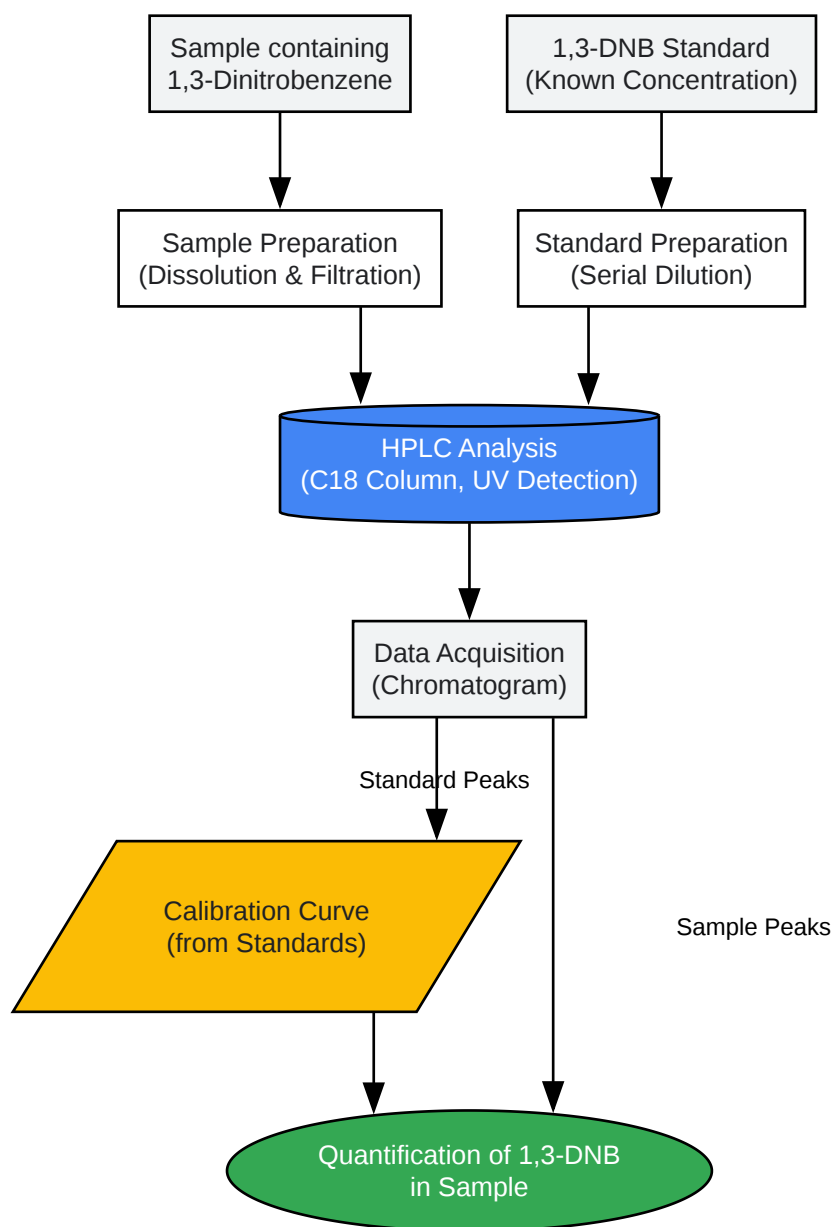 Sample containing
1,3-Dinitrobenzene
1,3-DNB Standard
(Known Concentration)
Sample Preparation
(Dissolution & Filtration)
Standard Preparation
(Serial Dilution)
HPLC Analysis
(C18 Column, UV Detection)
Data Acquisition
(Chromatogram)
Standard Peaks
Calibration Curve
(from Standards)
Sample Peaks
Quantification of 1,3-DNB
in Sample